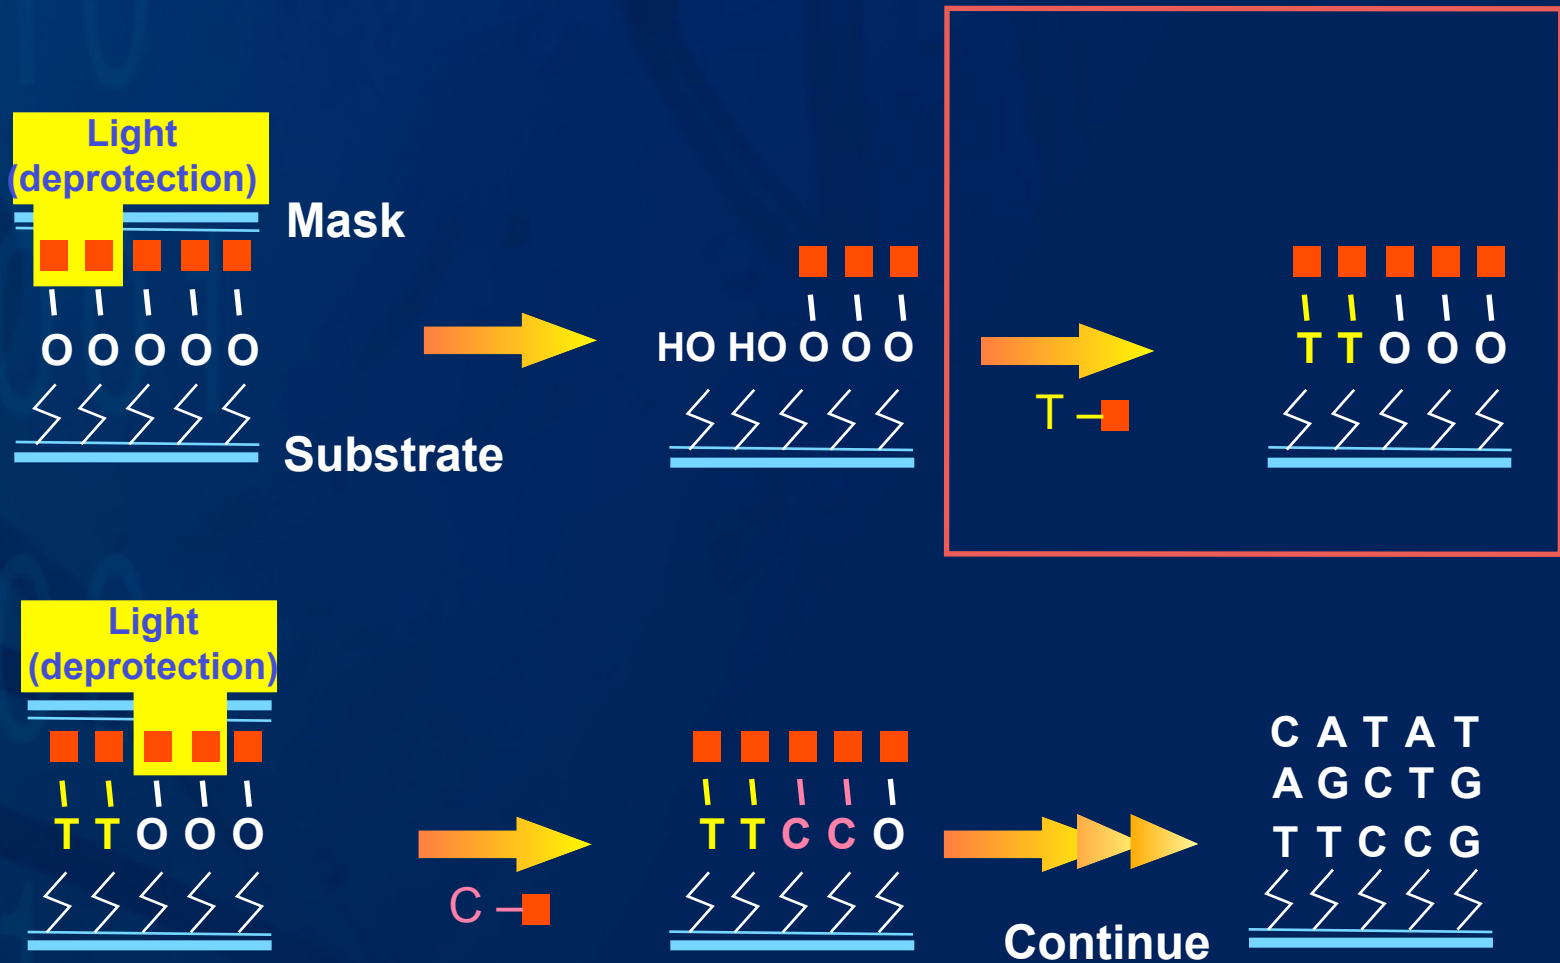 Light
(deprotection)
Mask
O O O O O
Substrate
HO HO O O O
T
T T O O O
Light
(deprotection)
T T O O O
C
T T C C O
Continue
C A T A T
A G C T G
T T C C G